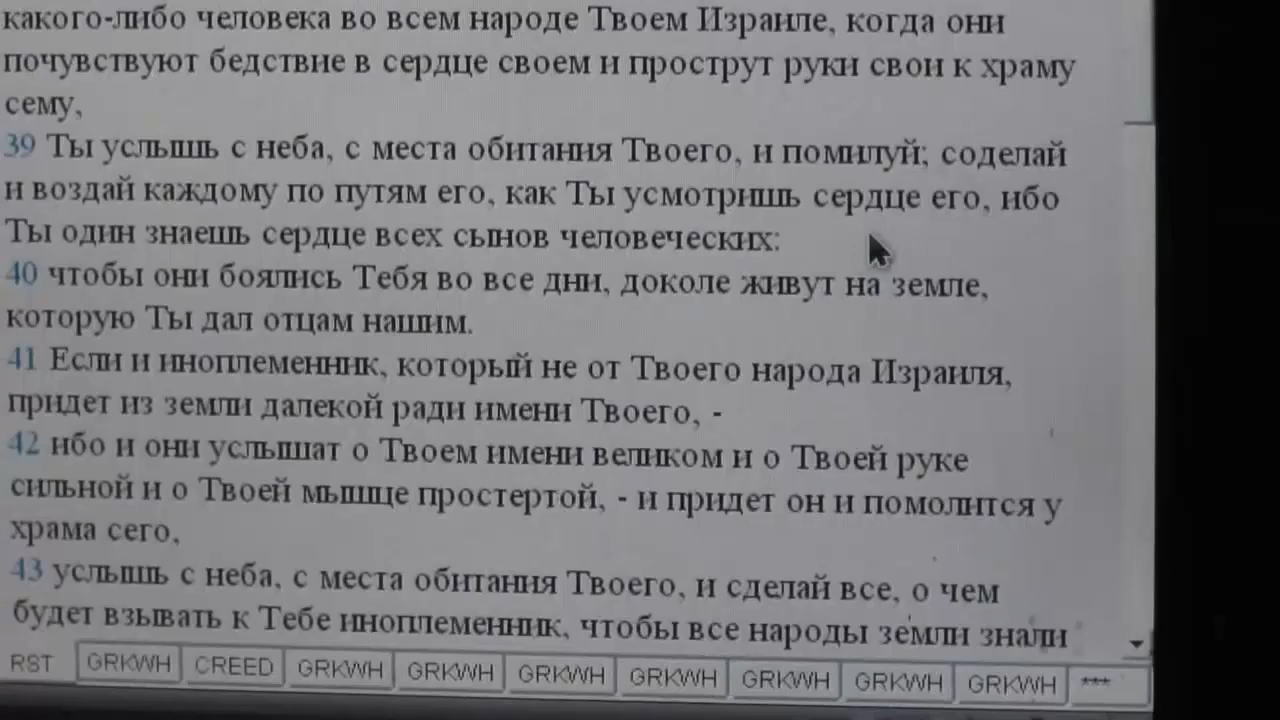 какого-либо человека во всем народе Твоем Израиле, когда они
почувствуют бедствие в сердце своем и прострут руки свои к храму
сему,
39 Ты услышь с неба, с места обитания Твоего, и помилуй; соделай
и воздай каждому по путям его, как Ты усмотришь сердце его, ибо
Ты один знаешь сердце всех сынов человеческих:
40 чтобы они боялись Тебя во все дни, доколе живут на земле,
которую Ты дал отцам нашим.
41 Если и иноплеменник, который не от Твоего народа Израиля,
придет из земли далекой ради имени Твоего, -
42 ибо и они услышат о Твоем имени великом и о Твоей руке
сильной и о Твоей мышце простертой, - и придет он и помолится у
храма сего,
43 услышь с неба, с места обитания Твоего, и сделай все, о чем
будет взывать к Тебе иноплеменник, чтобы все народы земли знали
RST GRKWH CREED GRKWH GRKWH GRKWH GRKWH GRKWH GRKWH GRKWH ***